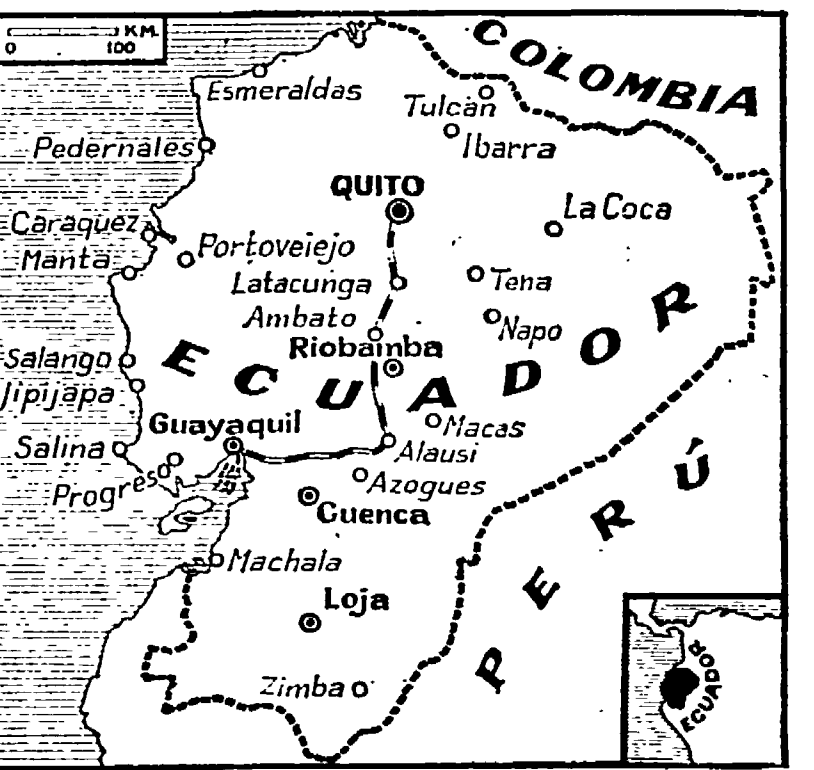 KM.
0 100
COLOMBIA
Esmeraldas
Tulcán
Ibarra
Pedernales
QUITO
La Coca
Caraquez
Portoveiejo
Manta
Latacunga
Tena
Ambato
Napo
Riobamba
ECUADOR
Salango
Jipijapa
Guayaquil
Macas
Salina
Alausi
Progreso
Azogues
Cuenca
PERÚ
Machala
Loja
Zimba
ECUADOR